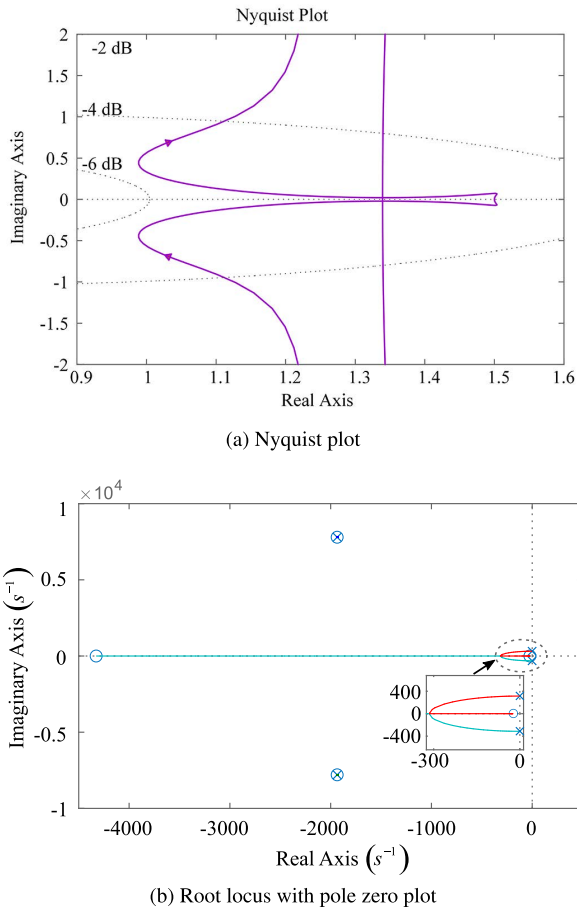 Nyquist Plot
2
1.5
1
0.5
0
-0.5
-1
-1.5
-2
-2 dB
-4 dB
-6 dB
Imaginary Axis
0.9 1 1.1 1.2 1.3 1.4 1.5 1.6
Real Axis
(a) Nyquist plot
×10⁴
1
0.5
0
-0.5
-1
Imaginary Axis (s⁻¹)
400
0
-400
-300 0
-4000 -3000 -2000 -1000 0
Real Axis (s⁻¹)
(b) Root locus with pole zero plot